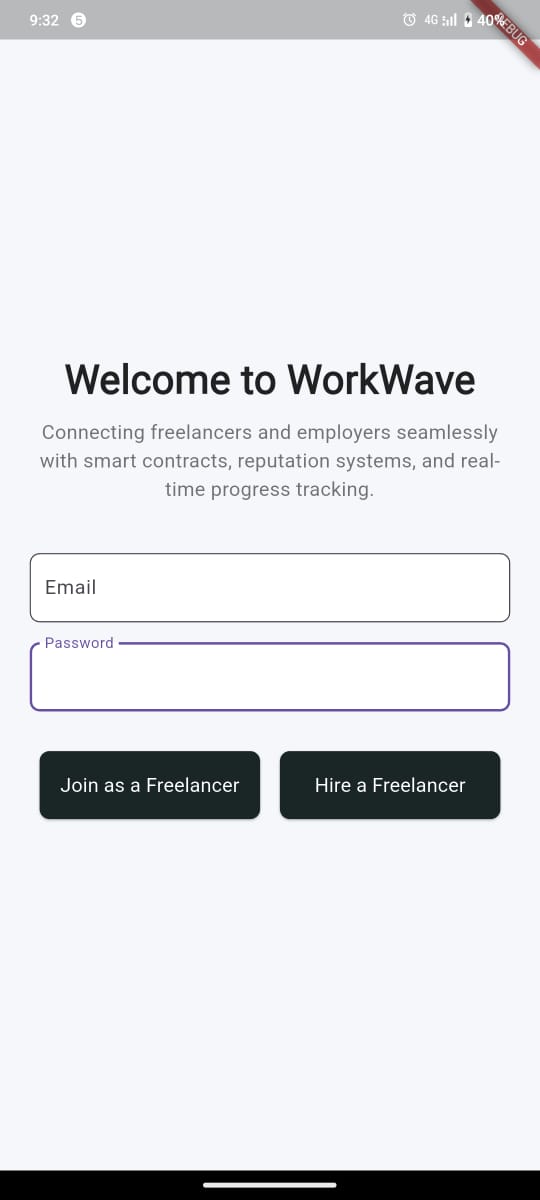 9:32 5 4G 40%
DEBUG
Welcome to WorkWave
Connecting freelancers and employers seamlessly
with smart contracts, reputation systems, and real-
time progress tracking.
Email
Password
Join as a Freelancer Hire a Freelancer